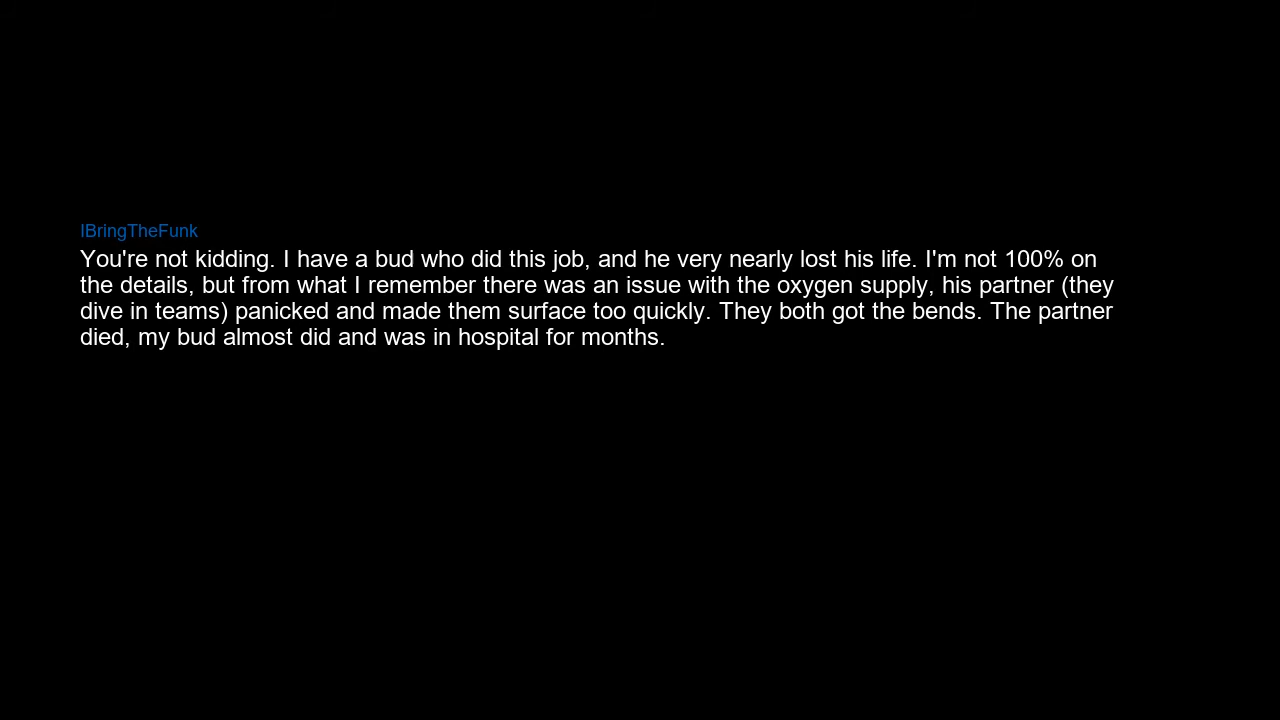 IBringTheFunk
You're not kidding. I have a bud who did this job, and he very nearly lost his life. I'm not 100% on
the details, but from what I remember there was an issue with the oxygen supply, his partner (they
dive in teams) panicked and made them surface too quickly. They both got the bends. The partner
died, my bud almost did and was in hospital for months.